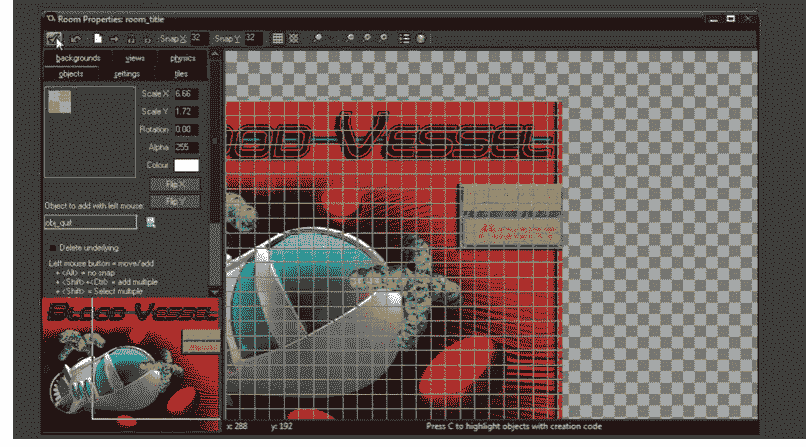 Room Properties: room_title
Snap X 32 Snap Y 32
backgrounds views physics
objects settings tiles
Scale X 6.66
Scale Y 1.72
Rotation 0.00
Alpha 255
Colour
Flip X
Flip Y
Object to add with left mouse:
obj_quit
Delete underlying
Left mouse button = move/add
+ <Alt> = no snap
+ <Shift> +<Ctrl> = add multiple
+ <Shift> = Select multiple
Blood Vessel
Blood Vessel
x: 288 y: 192 Press C to highlight objects with creation code